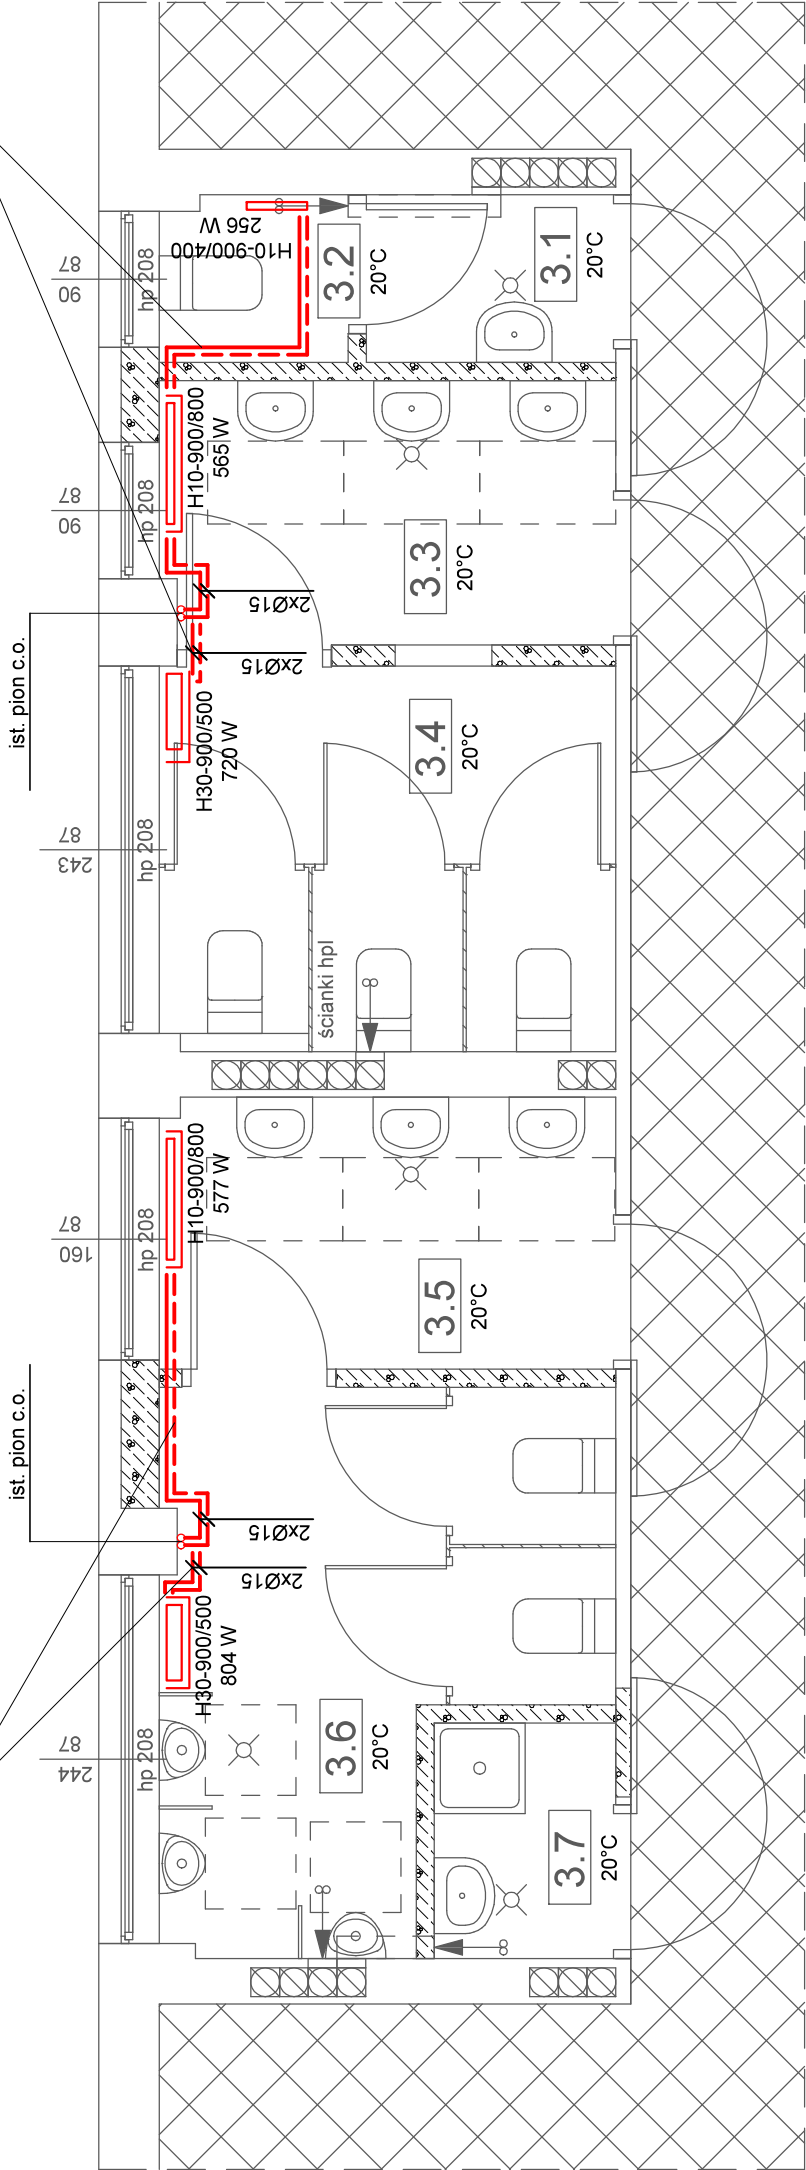 ist. pion c.o.
ist. pion c.o.
90
87
hp 208
H10-900/400
256 W
3.2
20°C
3.1
20°C
90
87
hp 208
H10-900/800
565 W
3.3
20°C
2xØ15
2xØ15
H30-900/500
720 W
3.4
20°C
243
87
hp 208
ścianki hpl
160
87
hp 208
H10-900/800
577 W
3.5
20°C
2xØ15
2xØ15
H30-900/500
804 W
3.6
20°C
244
87
hp 208
3.7
20°C